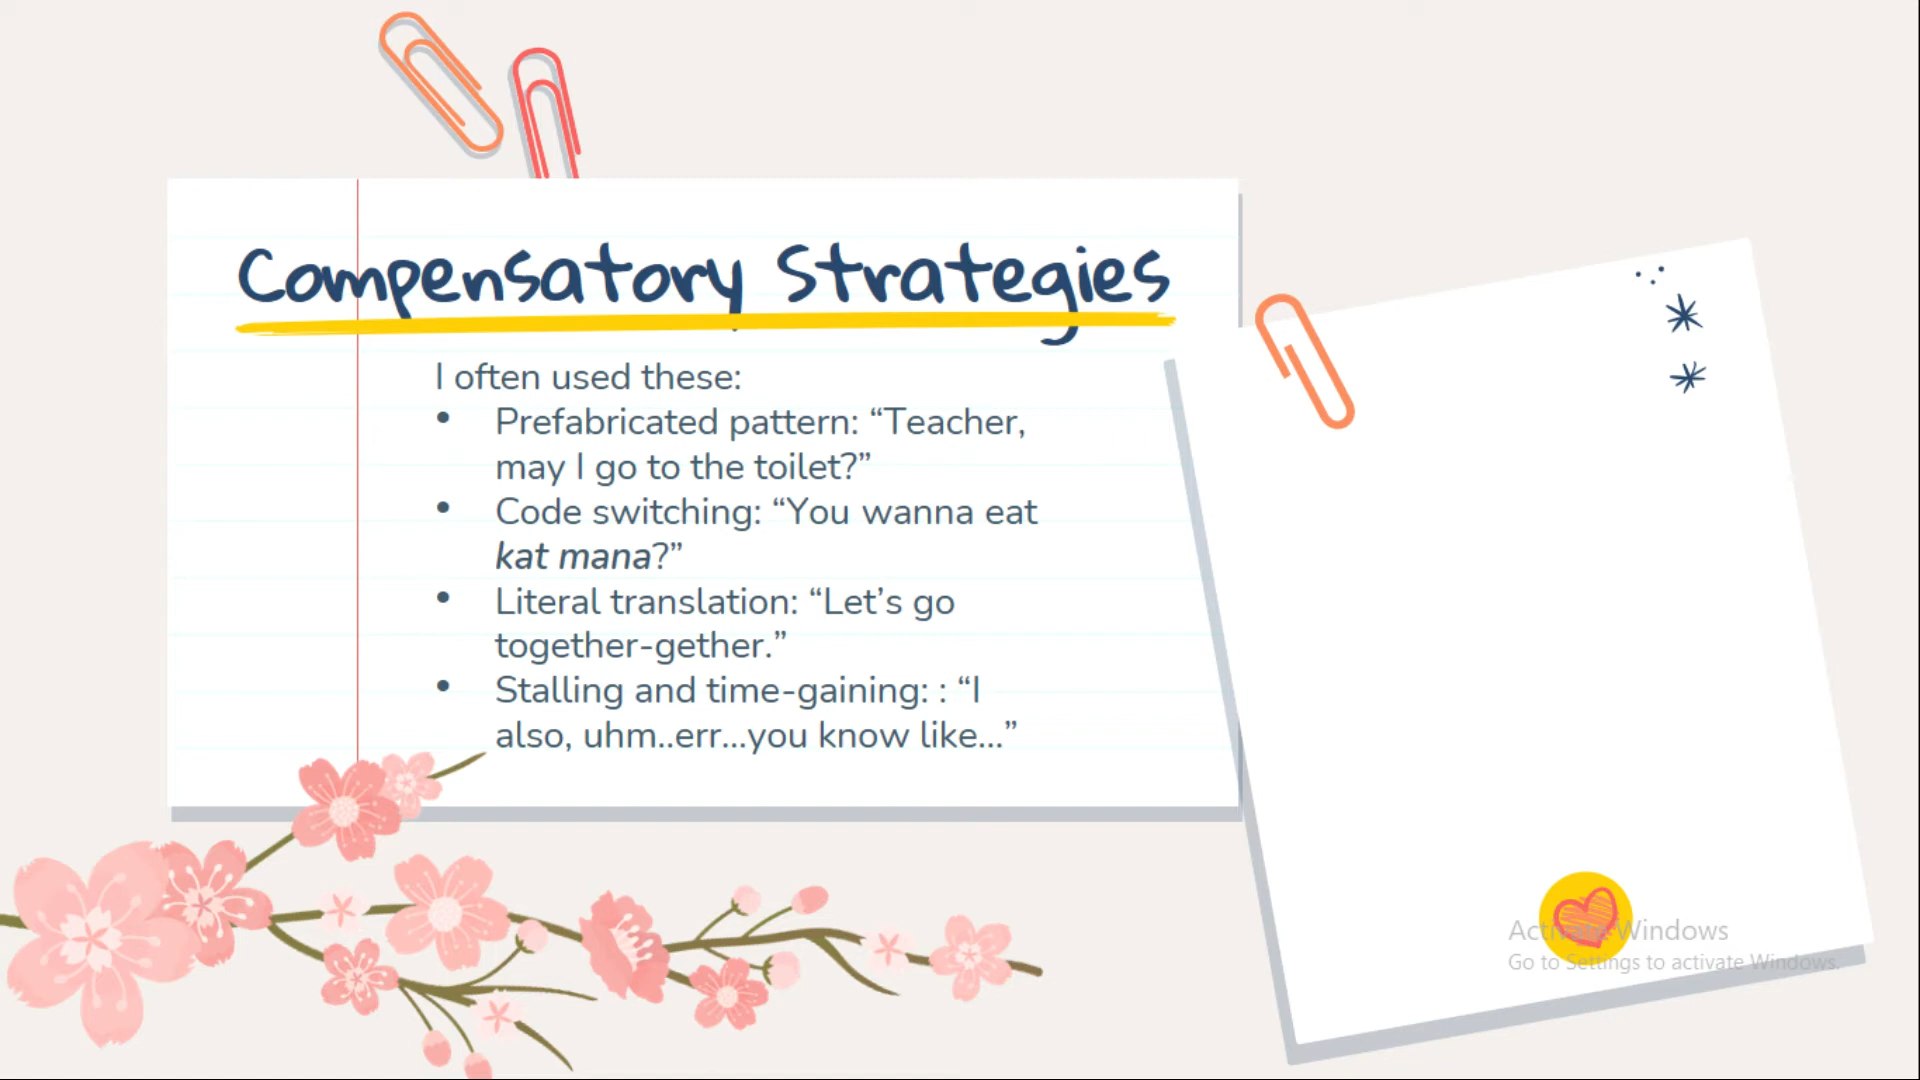 Compensatory Strategies
I often used these:
• Prefabricated pattern: “Teacher,
may I go to the toilet?”
• Code switching: “You wanna eat
kat mana?”
• Literal translation: “Let’s go
together-gether.”
• Stalling and time-gaining: : “I
also, uhm..err...you know like...”
Activate Windows
Go to Settings to activate Windows.